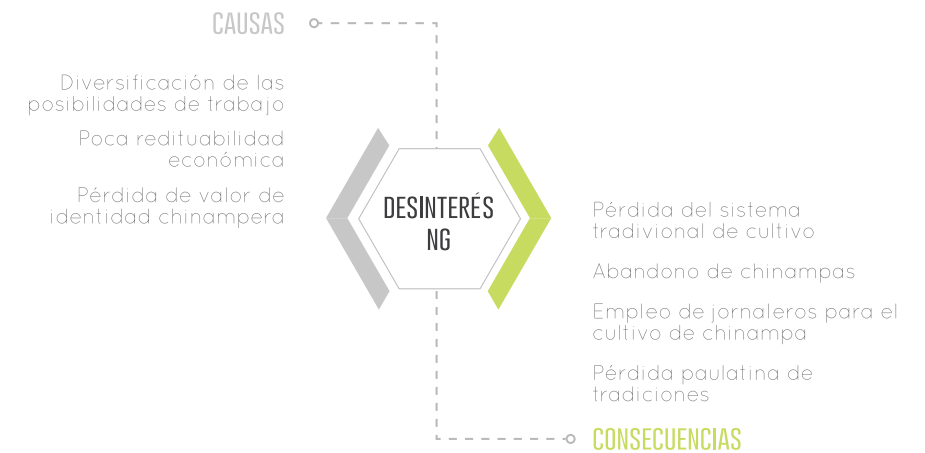 CAUSAS
Diversificación de las
posibilidades de trabajo
Poca redituabilidad
económica
Pérdida de valor de
identidad chinampera
DESINTERÉS
NG
Pérdida del sistema
tradivional de cultivo
Abandono de chinampas
Empleo de jornaleros para el
cultivo de chinampa
Pérdida paulatina de
tradiciones
CONSECUENCIAS